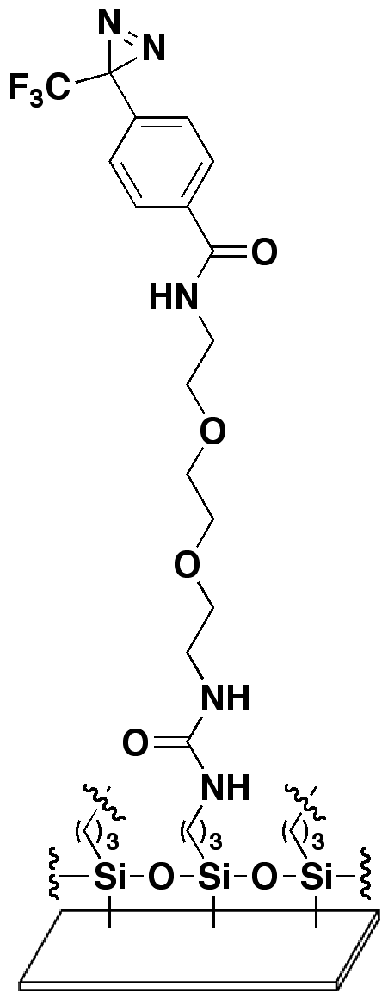 N
N
F3C
O
HN
O
O
NH
O
NH
( )3 ( )3 ( )3
Si O Si O Si